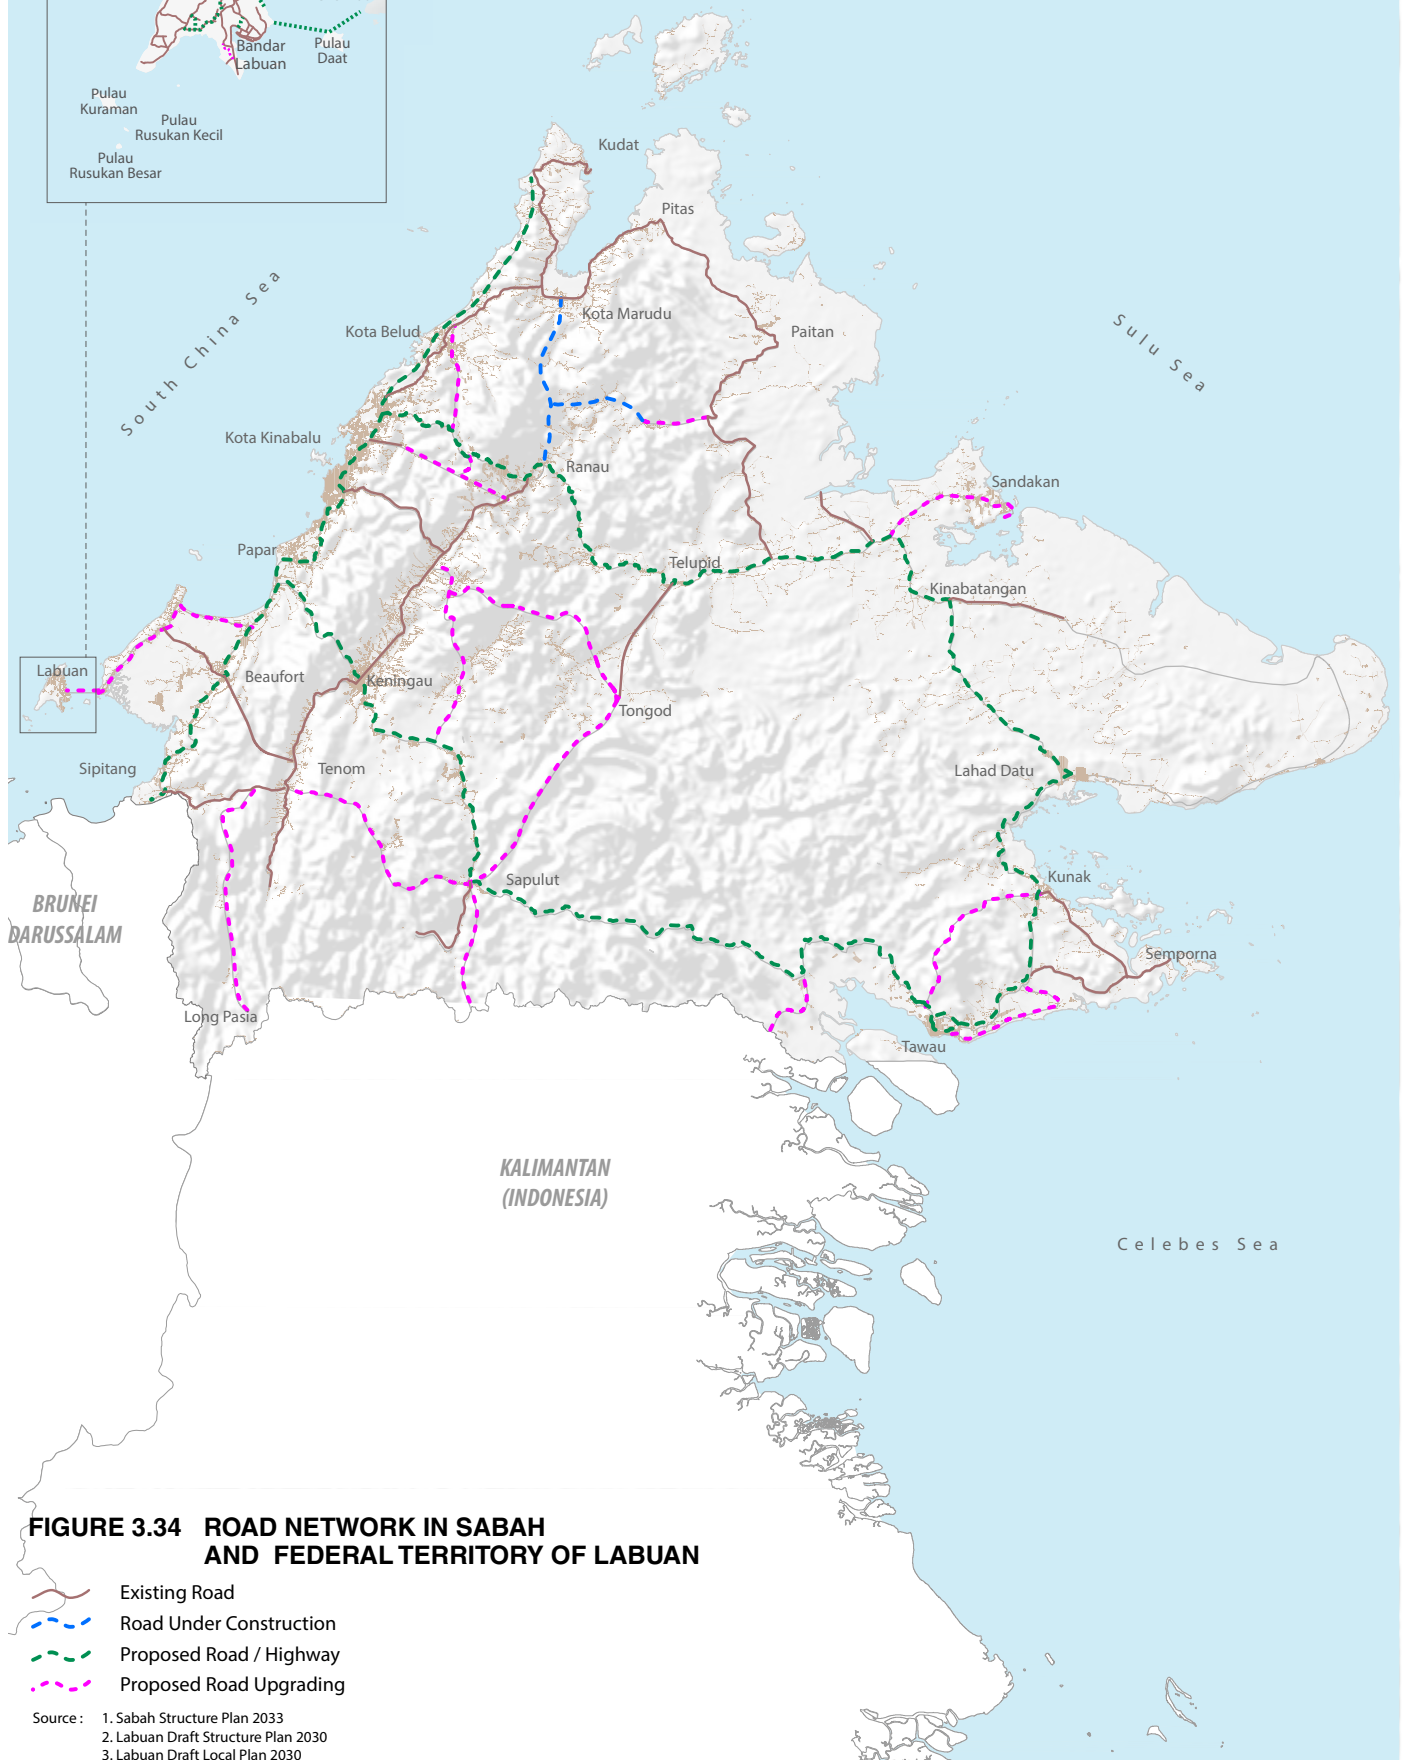 Bandar
Labuan
Pulau
Daat
Pulau
Kuraman
Pulau
Rusukan Kecil
Pulau
Rusukan Besar
Kudat
Pitas
South China Sea
Kota Belud
Kota Marudu
Paitan
Sulu Sea
Kota Kinabalu
Ranau
Sandakan
Papar
Telupid
Kinabatangan
Labuan
Beaufort
Keningau
Tongod
Sipitang
Tenom
Lahad Datu
Sapulut
Kunak
BRUNEI
DARUSSALAM
Semporna
Long Pasia
Tawau
KALIMANTAN
(INDONESIA)
Celebes Sea
FIGURE 3.34 ROAD NETWORK IN SABAH
AND FEDERAL TERRITORY OF LABUAN
Existing Road
Road Under Construction
Proposed Road / Highway
Proposed Road Upgrading
Source : 1. Sabah Structure Plan 2033
2. Labuan Draft Structure Plan 2030
3. Labuan Draft Local Plan 2030